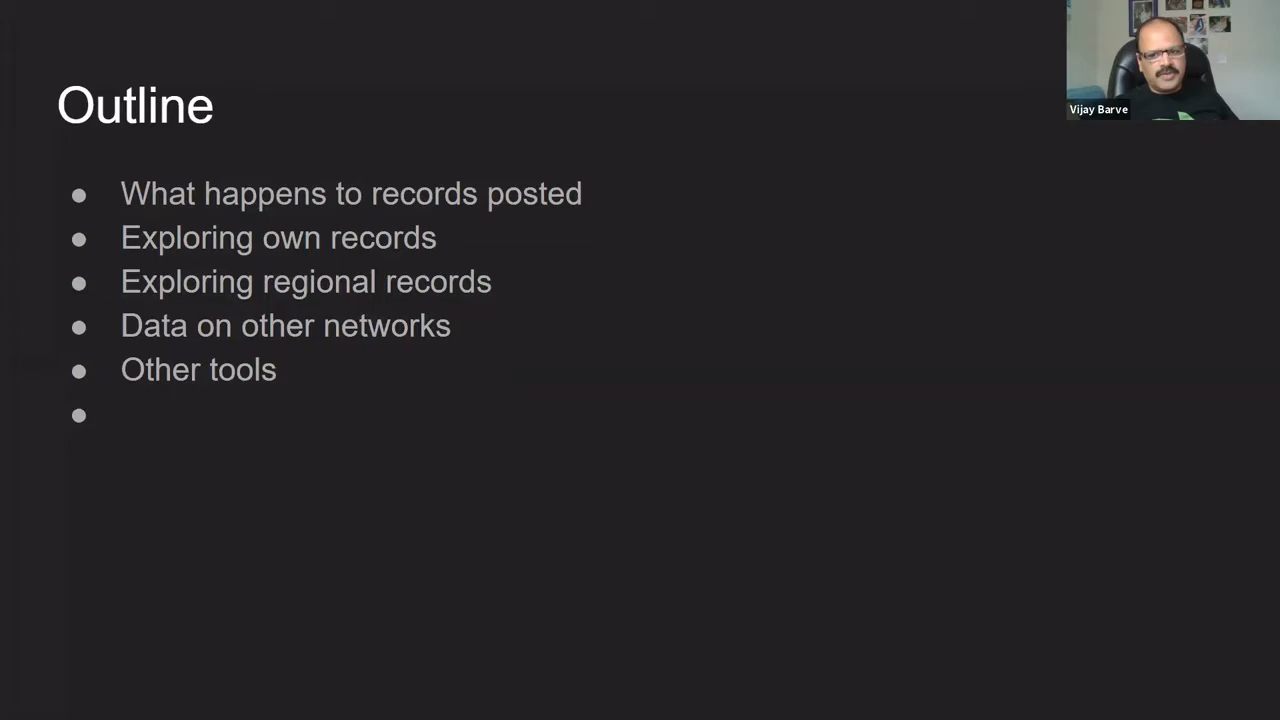 Outline
● What happens to records posted
● Exploring own records
● Exploring regional records
● Data on other networks
● Other tools
●
Vijay Barve